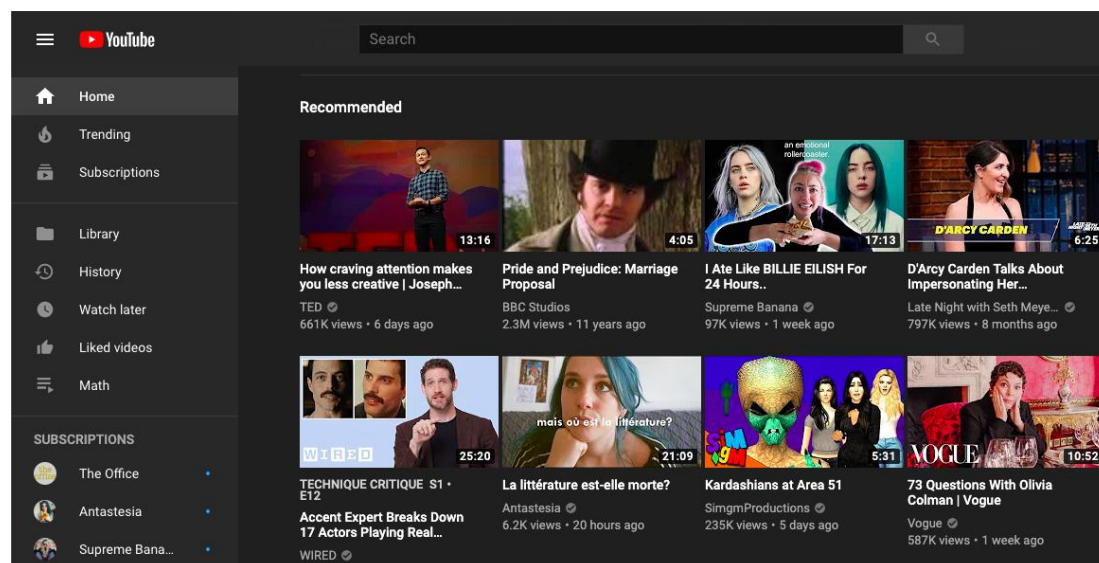 YouTube
Search
Home
Trending
Subscriptions
Library
History
Watch later
Liked videos
Math
SUBSCRIPTIONS
The Office
Antastesia
Supreme Bana...
Recommended
13:16
How craving attention makes
you less creative | Joseph...
TED
661K views • 6 days ago
4:05
Pride and Prejudice: Marriage
Proposal
BBC Studios
2.3M views • 11 years ago
an emotional
rollercoaster.
17:13
I Ate Like BILLIE EILISH For
24 Hours..
Supreme Banana
97K views • 1 week ago
D'ARCY CARDEN
6:25
D'Arcy Carden Talks About
Impersonating Her...
Late Night with Seth Meye...
797K views • 8 months ago
WIRED
25:20
TECHNIQUE CRITIQUE S1 •
E12
Accent Expert Breaks Down
17 Actors Playing Real...
WIRED
mais où est la littérature?
21:09
La littérature est-elle morte?
Antastesia
6.2K views • 20 hours ago
SIMGM
5:31
Kardashians at Area 51
SimgmProductions
235K views • 5 days ago
VOGUE
10:52
73 Questions With Olivia
Colman | Vogue
Vogue
587K views • 1 week ago